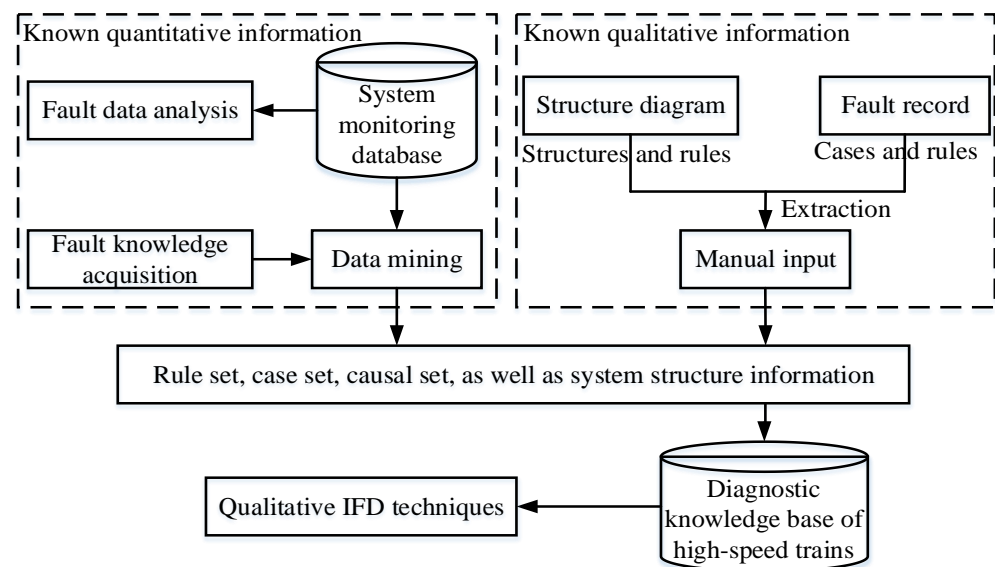 Known quantitative information
Fault data analysis
System
monitoring
database
Fault knowledge
acquisition
Data mining
Known qualitative information
Structure diagram
Fault record
Structures and rules
Cases and rules
Extraction
Manual input
Rule set, case set, causal set, as well as system structure information
Qualitative IFD techniques
Diagnostic
knowledge base of
high-speed trains